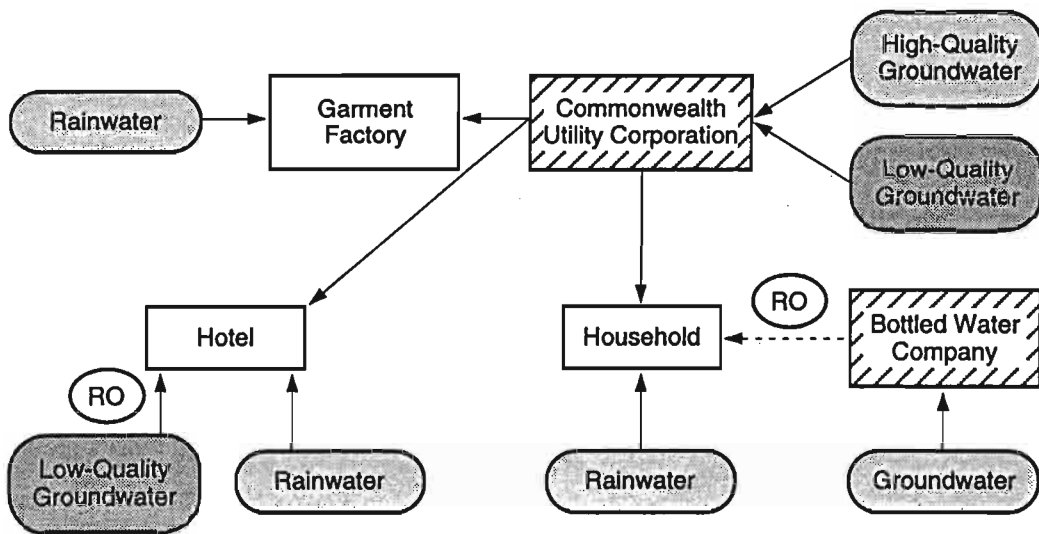 High-Quality
Groundwater
Rainwater
Garment
Factory
Commonwealth
Utility Corporation
Low-Quality
Groundwater
Hotel
Household
RO
Bottled Water
Company
RO
Low-Quality
Groundwater
Rainwater
Rainwater
Groundwater